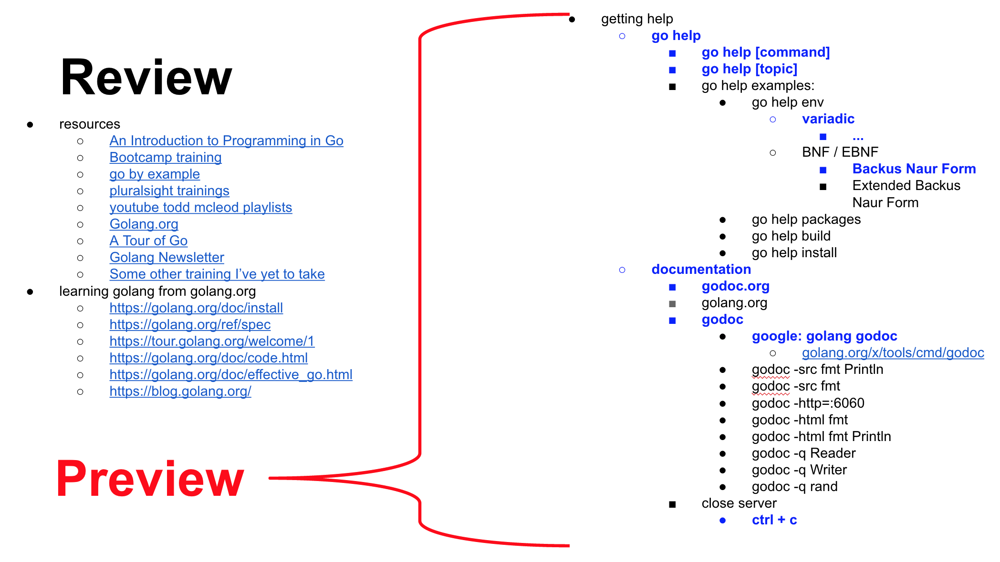 Review
resources
An Introduction to Programming in Go
Bootcamp training
go by example
pluralsight trainings
youtube todd mcleod playlists
Golang.org
A Tour of Go
Golang Newsletter
Some other training I’ve yet to take
learning golang from golang.org
https://golang.org/doc/install
https://golang.org/ref/spec
https://tour.golang.org/welcome/1
https://golang.org/doc/code.html
https://golang.org/doc/effective_go.html
https://blog.golang.org/
Preview
getting help
go help
go help [command]
go help [topic]
go help examples:
go help env
variadic
...
BNF / EBNF
Backus Naur Form
Extended Backus
Naur Form
go help packages
go help build
go help install
documentation
godoc.org
golang.org
godoc
google: golang godoc
golang.org/x/tools/cmd/godoc
godoc -src fmt Println
godoc -src fmt
godoc -http=:6060
godoc -html fmt
godoc -html fmt Println
godoc -q Reader
godoc -q Writer
godoc -q rand
close server
ctrl + c